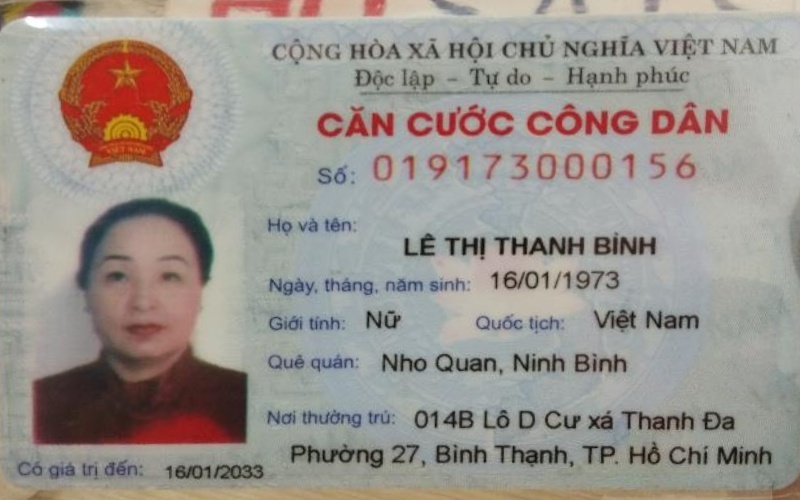 CỘNG HÒA XÃ HỘI CHỦ NGHĨA VIỆT NAM
Độc lập - Tự do - Hạnh phúc
CĂN CƯỚC CÔNG DÂN
Số: 019173000156
Họ và tên:
LÊ THỊ THANH BÌNH
Ngày, tháng, năm sinh: 16/01/1973
Giới tính: Nữ Quốc tịch: Việt Nam
Quê quán: Nho Quan, Ninh Bình
Nơi thường trú: 014B Lô D Cư xá Thanh Đa
Phường 27, Bình Thạnh, TP. Hồ Chí Minh
Có giá trị đến: 16/01/2033